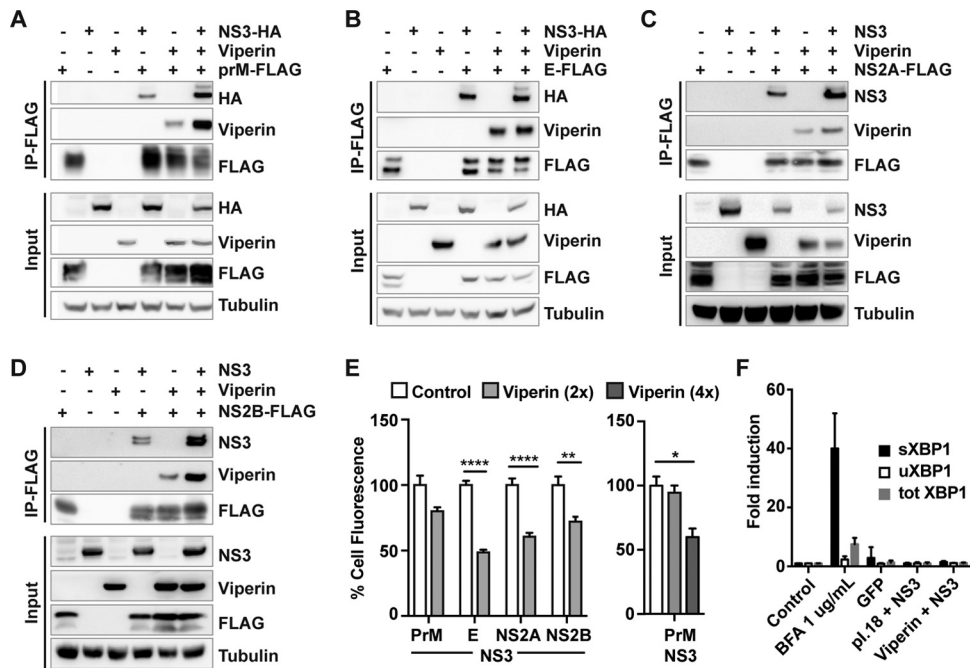 A
- + - + - + NS3-HA
- - + - + + Viperin
+ - - + + + prM-FLAG
IP-FLAG
HA
Viperin
FLAG
Input
HA
Viperin
FLAG
Tubulin
B
- + - + - + NS3-HA
- - + - + + Viperin
+ - - + + + E-FLAG
IP-FLAG
HA
Viperin
FLAG
Input
HA
Viperin
FLAG
Tubulin
C
- + - + - + NS3
- - + - + + Viperin
+ - - + + + NS2A-FLAG
IP-FLAG
NS3
Viperin
FLAG
Input
NS3
Viperin
FLAG
Tubulin
D
- + - + - + NS3
- - + - + + Viperin
+ - - + + + NS2B-FLAG
IP-FLAG
NS3
Viperin
FLAG
Input
NS3
Viperin
FLAG
Tubulin
E
Control Viperin (2x) Viperin (4x)
% Cell Fluorescence
150
100
50
0
**** **** **
PrM E NS2A NS2B
NS3
150
100
50
0
*
PrM
NS3
F
Fold induction
60
40
20
0
sXBP1
uXBP1
tot XBP1
Control
BFA 1 ug/mL
GFP
pI.18 + NS3
Viperin + NS3